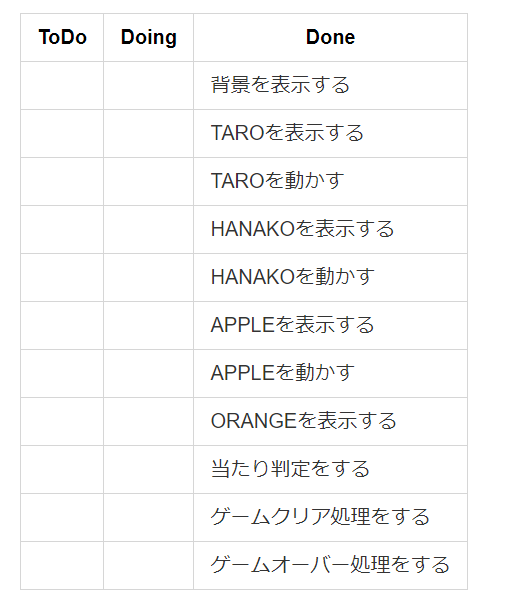 ToDo Doing Done
背景を表示する
TAROを表示する
TAROを動かす
HANAKOを表示する
HANAKOを動かす
APPLEを表示する
APPLEを動かす
ORANGEを表示する
当たり判定をする
ゲームクリア処理をする
ゲームオーバー処理をする